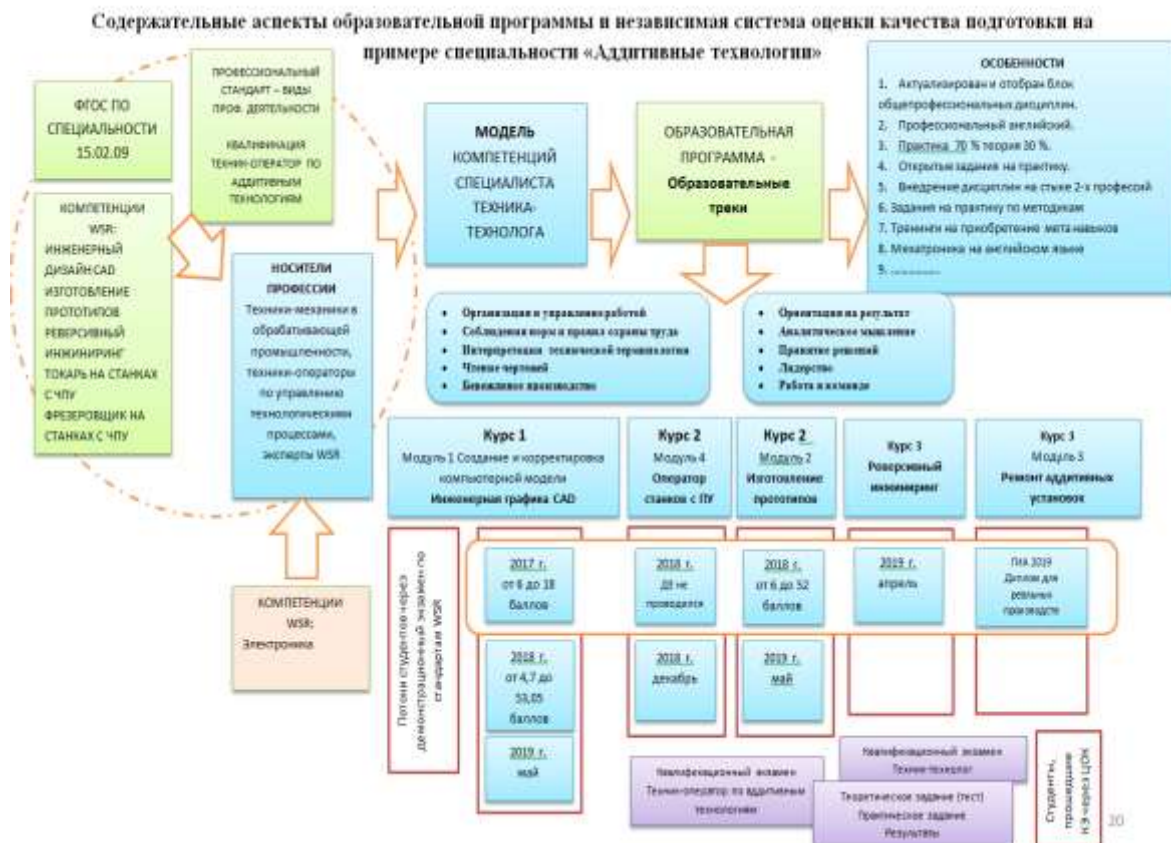 Содержательные аспекты образовательной программы и независимая система оценки качества подготовки на
примере специальности «Аддитивные технологии»
ФГОС ПО
СПЕЦИАЛЬНОСТИ
15.02.09
ПРОФЕССИОНАЛЬНЫЙ
СТАНДАРТ – ВИДЫ
ПРОФ. ДЕЯТЕЛЬНОСТИ
КВАЛИФИКАЦИЯ
ТЕХНИК-ОПЕРАТОР ПО
АДДИТИВНЫМ
ТЕХНОЛОГИЯМ
КОМПЕТЕНЦИИ
WSR:
ИНЖЕНЕРНЫЙ
ДИЗАЙН CAD
ИЗГОТОВЛЕНИЕ
ПРОТОТИПОВ
РЕВЕРСИВНЫЙ
ИНЖИНИРИНГ
ТОКАРЬ НА СТАНКАХ
С ЧПУ
ФРЕЗЕРОВЩИК НА
СТАНКАХ С ЧПУ
НОСИТЕЛИ
ПРОФЕССИИ
Техники-механики в
обрабатывающей
промышленности,
техники-операторы
по управлению
технологическими
процессами,
эксперты WSR
КОМПЕТЕНЦИИ
WSR:
Электроника
МОДЕЛЬ
КОМПЕТЕНЦИЙ
СПЕЦИАЛИСТА
ТЕХНИКА-
ТЕХНОЛОГА
ОБРАЗОВАТЕЛЬНАЯ
ПРОГРАММА -
Образовательные
треки
ОСОБЕННОСТИ
1. Актуализирован и отобран блок
общепрофессиональных дисциплин.
2. Профессиональный английский.
3. Практика 70 % теория 30 %.
4. Открытые задания на практику.
5. Внедрение дисциплин на стыке 2-х профессий
6. Задания на практику по методикам
7. Тренинги на приобретение мета навыков
8. Мехатроника на английском языке
9. ...............
• Организация и управление работой
• Соблюдения норм и правил охраны труда
• Интерпретация технической терминологии
• Чтение чертежей
• Бережливое производство
• Ориентация на результат
• Аналитическое мышление
• Принятие решений
• Лидерство
• Работа в команде
Курс 1
Модуль 1 Создание и корректировка
компьютерной модели
Инженерная графика CAD
Курс 2
Модуль 4
Оператор
станков с ПУ
Курс 2
Модуль 2
Изготовление
прототипов
Курс 3
Реверсивный
инжиниринг
Курс 3
Модуль 3
Ремонт аддитивных
установок
Потоки студентов через
демонстрационный экзамен по
стандартам WSR
2017 г.
от 6 до 18
баллов
2018 г.
ДЭ не
проводился
2018 г.
от 6 до 52
баллов
2019 г.
апрель
ГИА 2019
Диплом для
реальных
производств
2018 г.
от 4,7 до
53,05
баллов
2018 г.
декабрь
2019 г.
май
2019 г.
май
Квалификационный экзамен
Техник-оператор по аддитивным
технологиям
Квалификационный экзамен
Техник-технолог
Теоретическое задание (тест)
Практическое задание
Результаты
Студенты,
прошедшие
КЭ через ЦОК
20